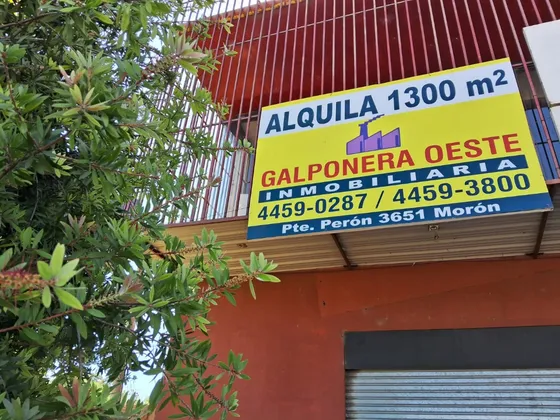 ALQUILA 1300 m²
GALPONERA OESTE
INMOBILIARIA
4459-0287 / 4459-3800
Pte. Perón 3651 Morón